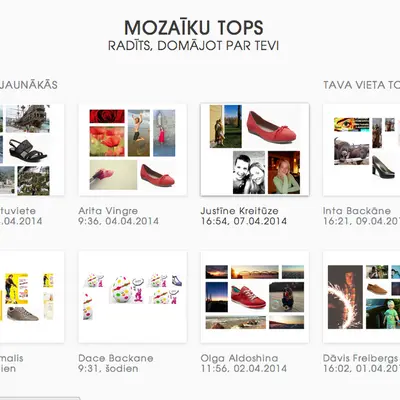 MOZAĪKU TOPS
RADĪTS, DOMĀJOT PAR TEVI
JAUNĀKĀS
TAVA VIETA TO
tuviete
.04.2014
Arita Vingre
9:36, 04.04.2014
Justīne Kreitūze
16:54, 07.04.2014
Inta Backāne
16:21, 09.04.201
malis
dien
Dace Backane
9:31, šodien
Olga Aldoshina
11:56, 02.04.2014
Dāvis Freibergs
16:02, 01.04.201